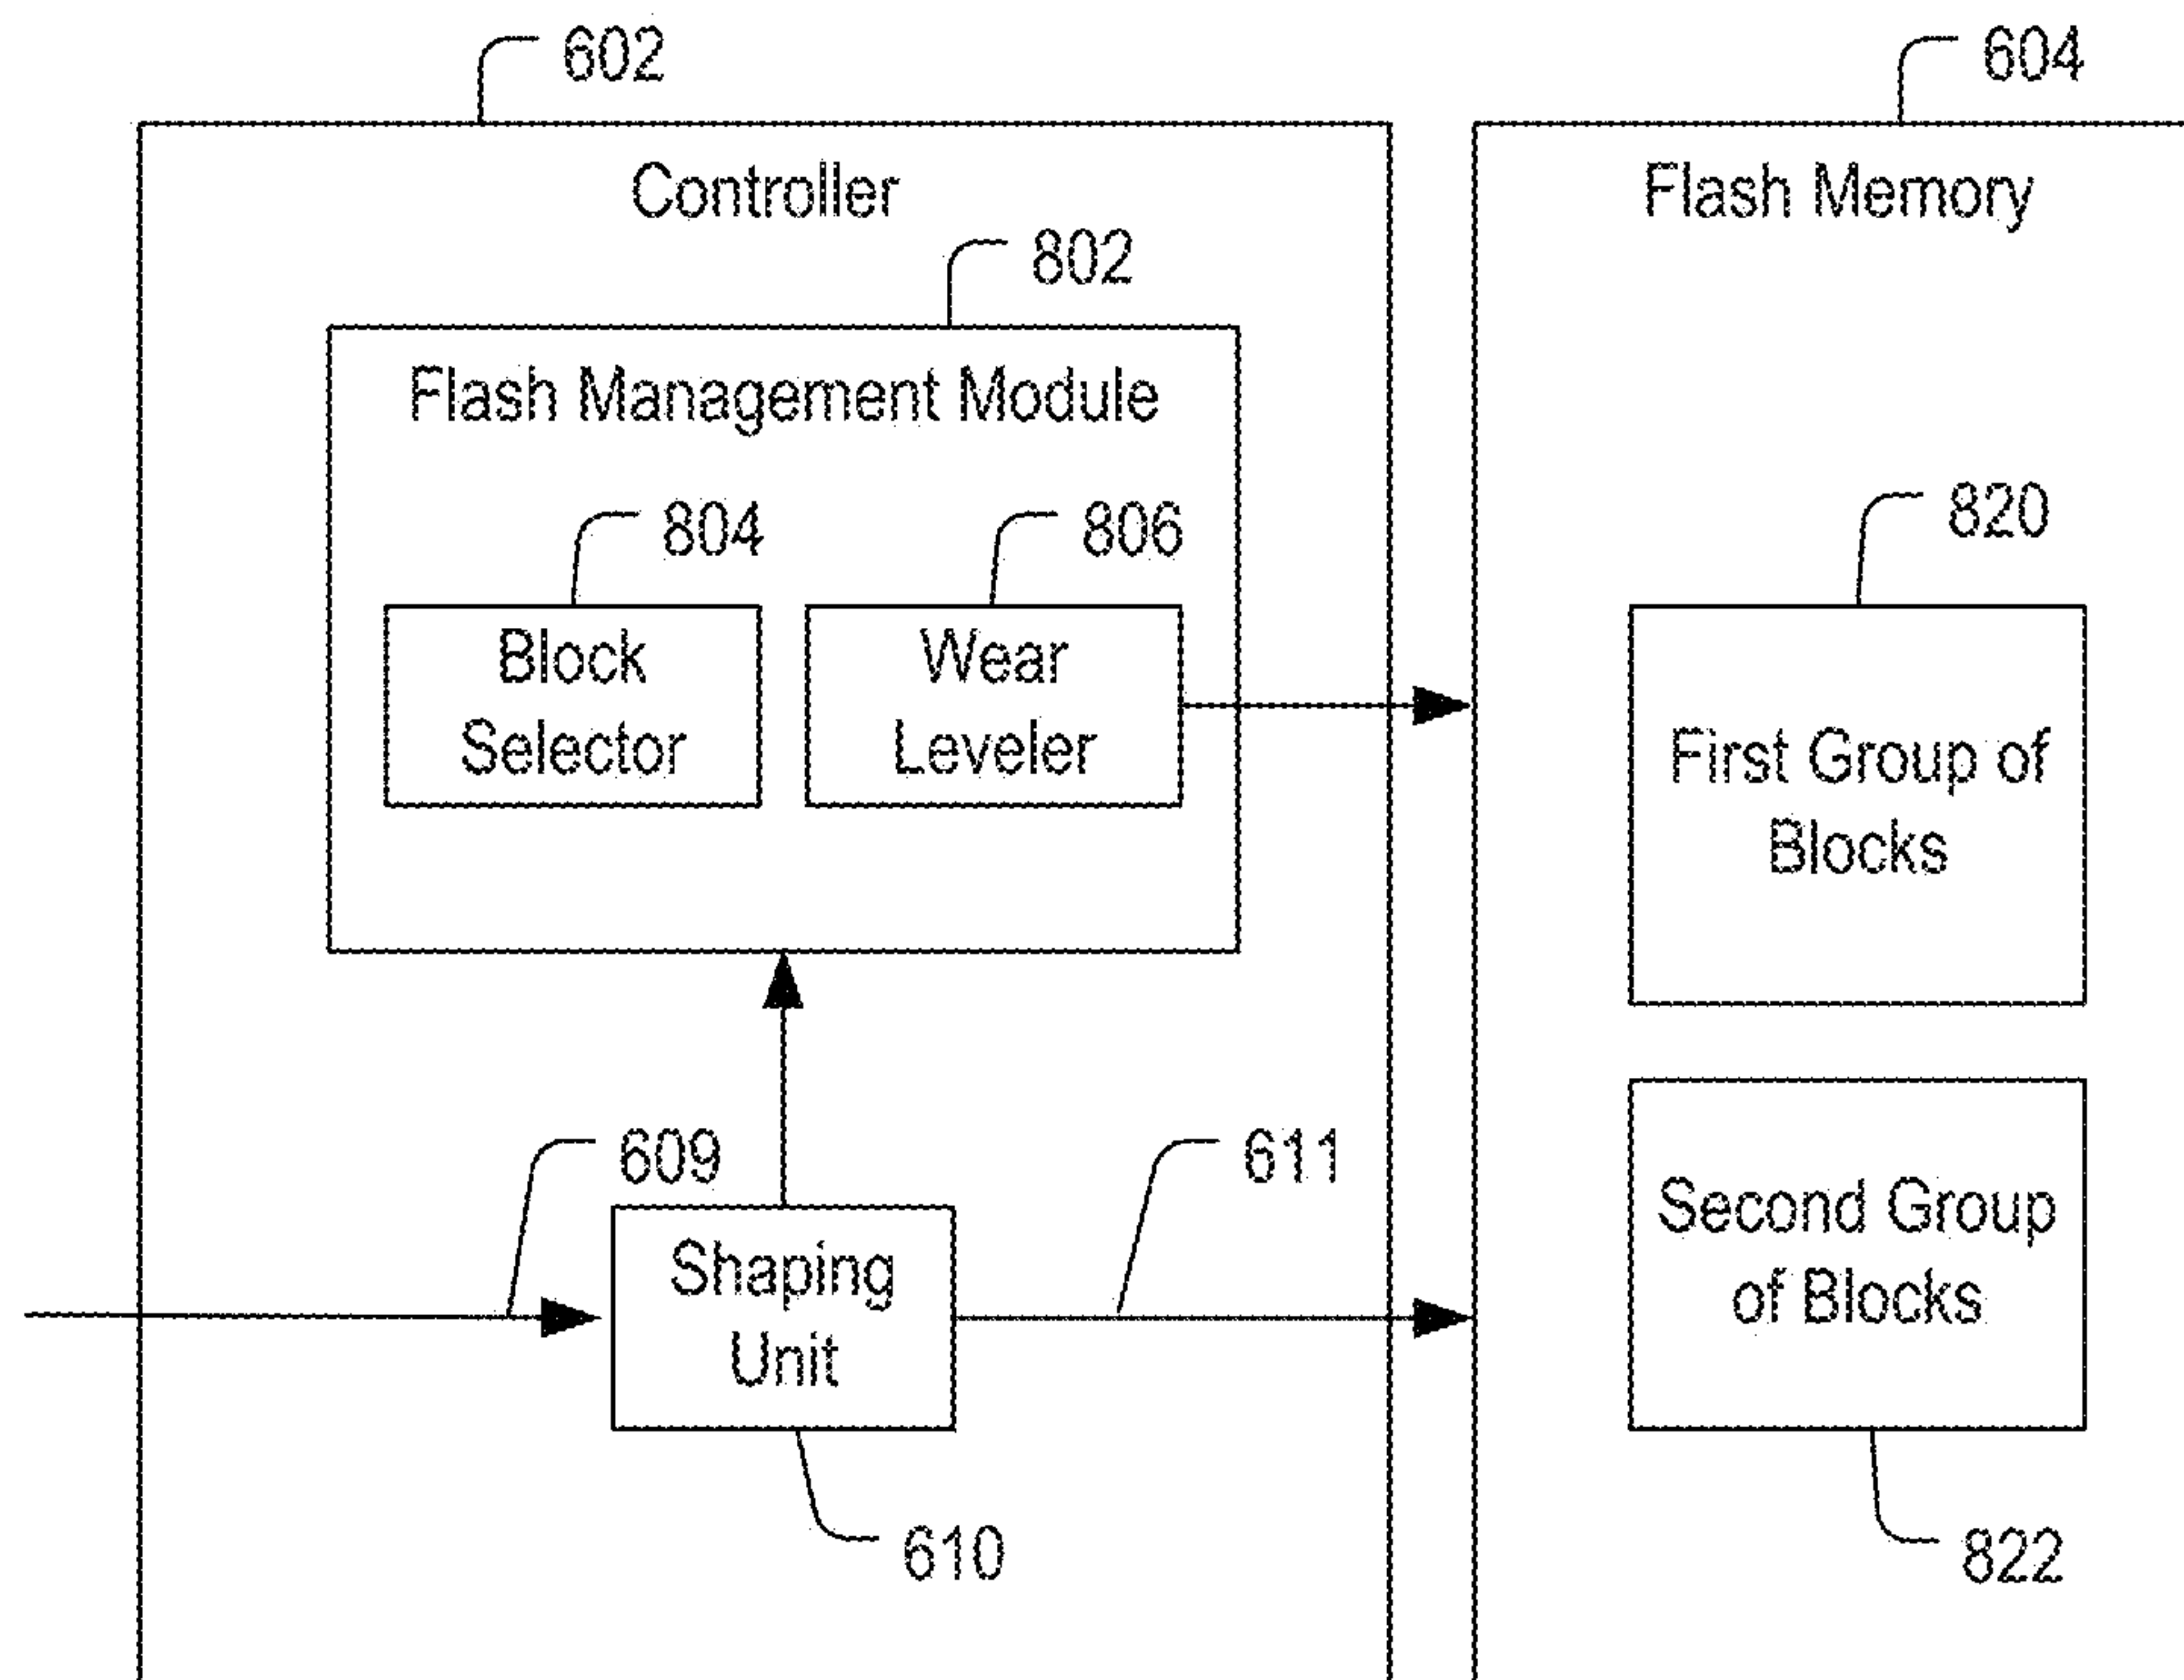 602
604
Controller
Flash Memory
802
Flash Management Module
804
806
820
Block
Selector
Wear
Leveler
First Group of
Blocks
609
611
Shaping
Unit
Second Group
of Blocks
610
822